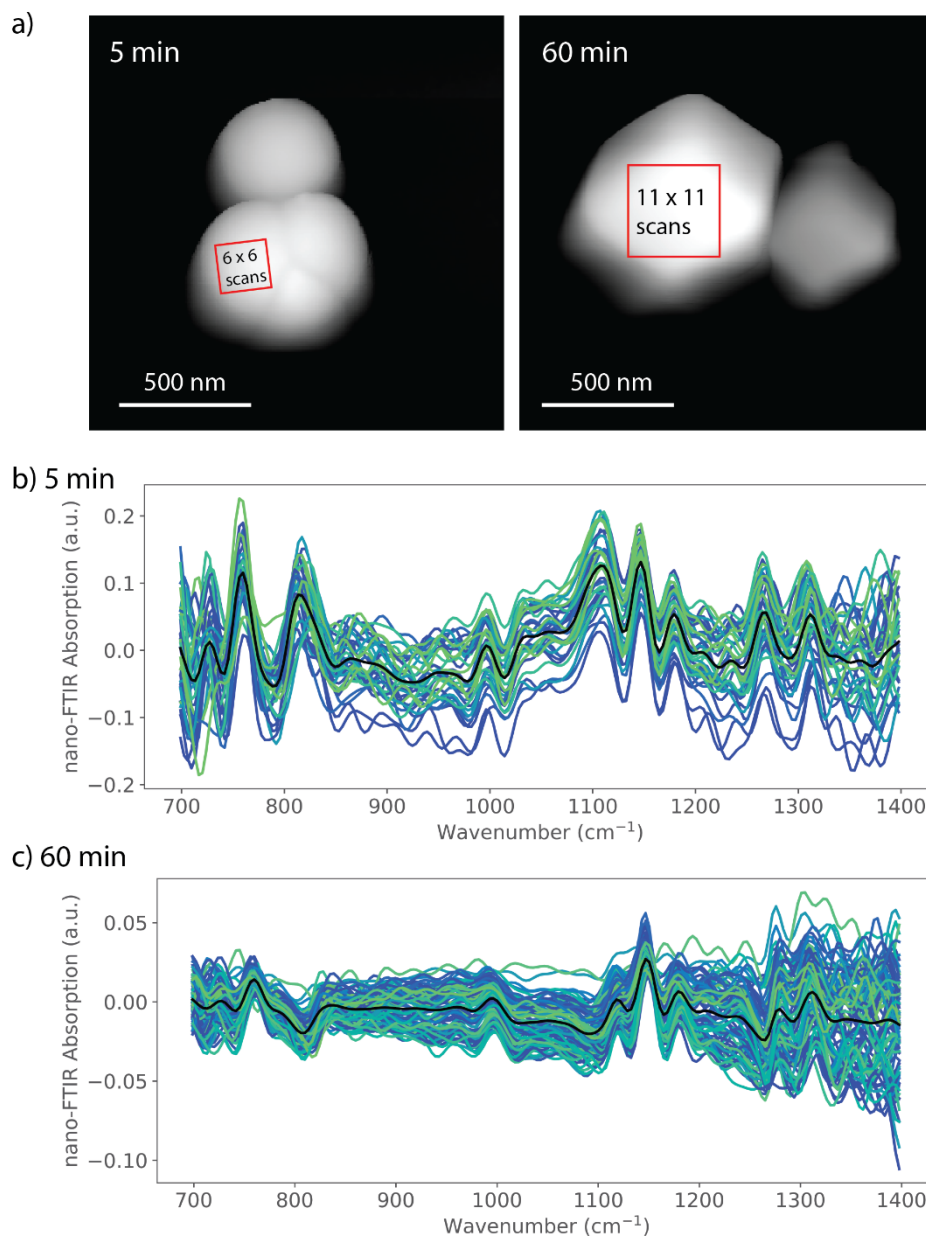 a)
5 min
60 min
6 x 6
scans
11 x 11
scans
500 nm
500 nm
b) 5 min
nano-FTIR Absorption (a.u.)
0.2
0.1
0.0
−0.1
−0.2
700 800 900 1000 1100 1200 1300 1400
Wavenumber (cm⁻¹)
c) 60 min
nano-FTIR Absorption (a.u.)
0.05
0.00
−0.05
−0.10
700 800 900 1000 1100 1200 1300 1400
Wavenumber (cm⁻¹)